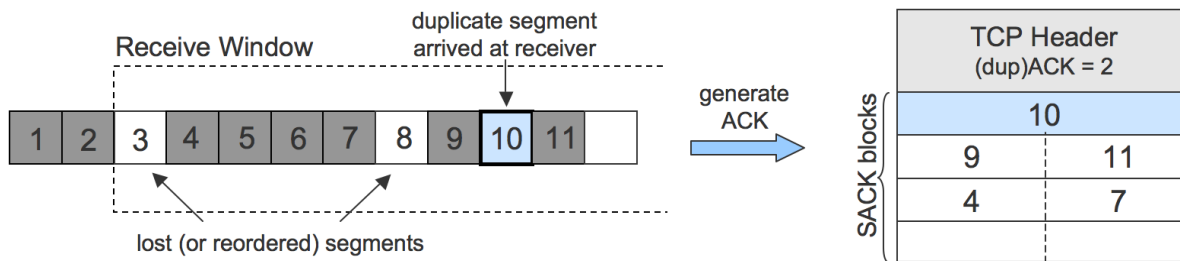 duplicate segment
arrived at receiver
Receive Window
1 2 3 4 5 6 7 8 9 10 11
lost (or reordered) segments
generate
ACK
TCP Header
(dup)ACK = 2
SACK blocks
10
9 11
4 7